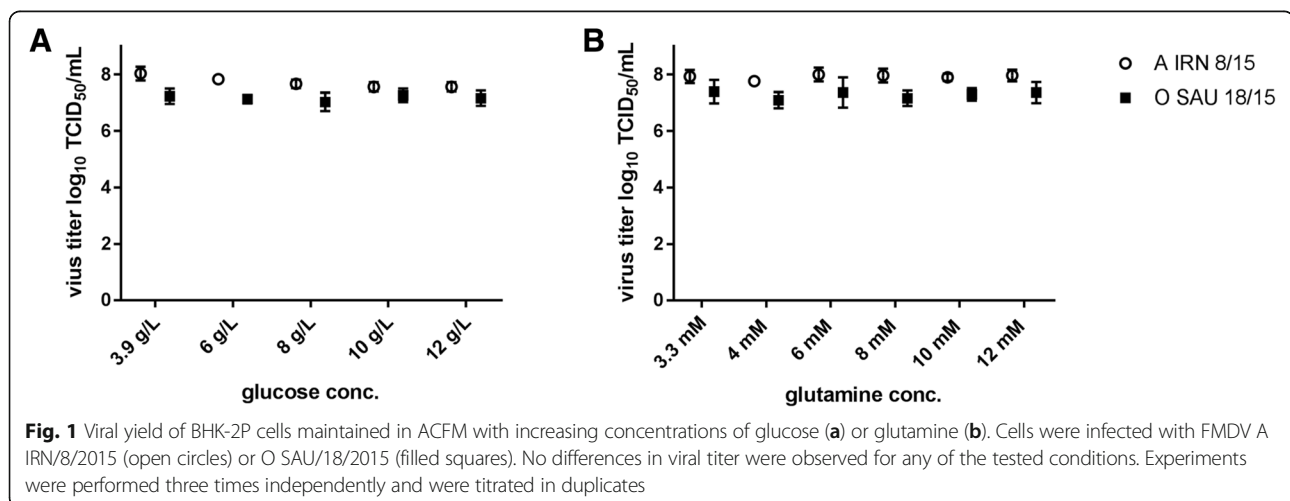 A
vius titer log10 TCID50/mL
8
6
4
2
0
3.9 g/L
6 g/L
8 g/L
10 g/L
12 g/L
glucose conc.
B
virus titer log10 TCID50/mL
8
6
4
2
0
3.3 mM
4 mM
6 mM
8 mM
10 mM
12 mM
glutamine conc.
A IRN 8/15
O SAU 18/15
Fig. 1 Viral yield of BHK-2P cells maintained in ACFM with increasing concentrations of glucose (a) or glutamine (b). Cells were infected with FMDV A
IRN/8/2015 (open circles) or O SAU/18/2015 (filled squares). No differences in viral titer were observed for any of the tested conditions. Experiments
were performed three times independently and were titrated in duplicates